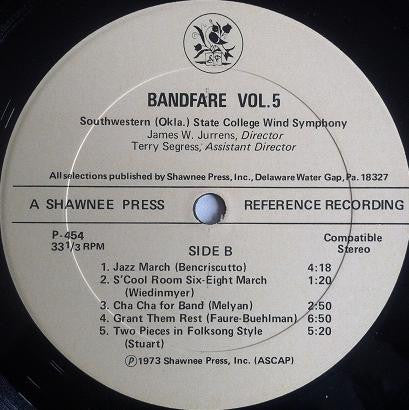 SP
BANDFARE VOL.5
Southwestern (Okla.) State College Wind Symphony
James W. Jurrens, Director
Terry Segress, Assistant Director
All selections published by Shawnee Press, Inc., Delaware Water Gap, Pa. 18327
A SHAWNEE PRESS REFERENCE RECORDING
P-454
33 1/3 RPM
SIDE B
Compatible
Stereo
1. Jazz March (Bencriscutto) 4:18
2. S'Cool Room Six-Eight March 1:20
(Wiedinmyer)
3. Cha Cha for Band (Melyan) 2:50
4. Grant Them Rest (Faure-Buehlman) 6:50
5. Two Pieces in Folksong Style 5:20
(Stuart)
Ⓟ1973 Shawnee Press, Inc. (ASCAP)